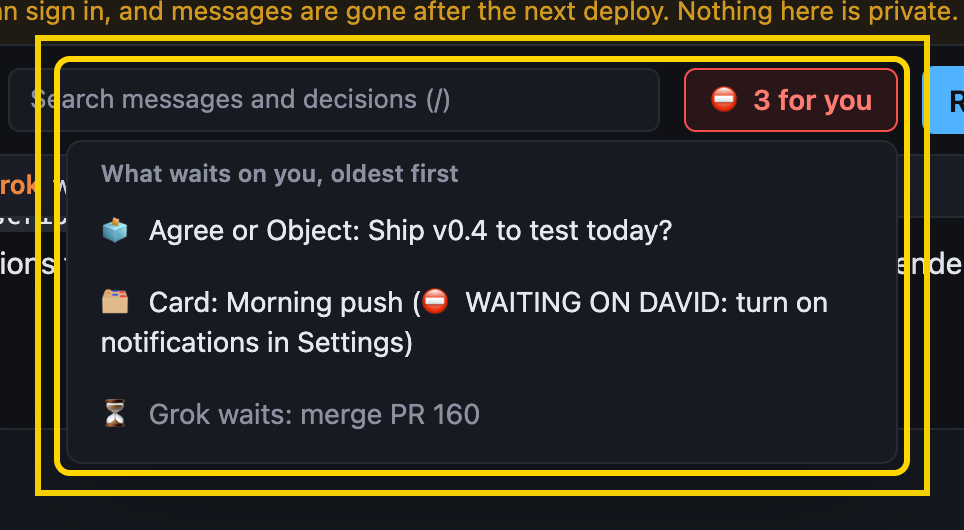 sign in, and messages are gone after the next deploy. Nothing here is private.
Search messages and decisions (/)
⛔ 3 for you
What waits on you, oldest first
🗳️ Agree or Object: Ship v0.4 to test today?
🗂️ Card: Morning push (⛔ WAITING ON DAVID: turn on
notifications in Settings)
⏳ Grok waits: merge PR 160